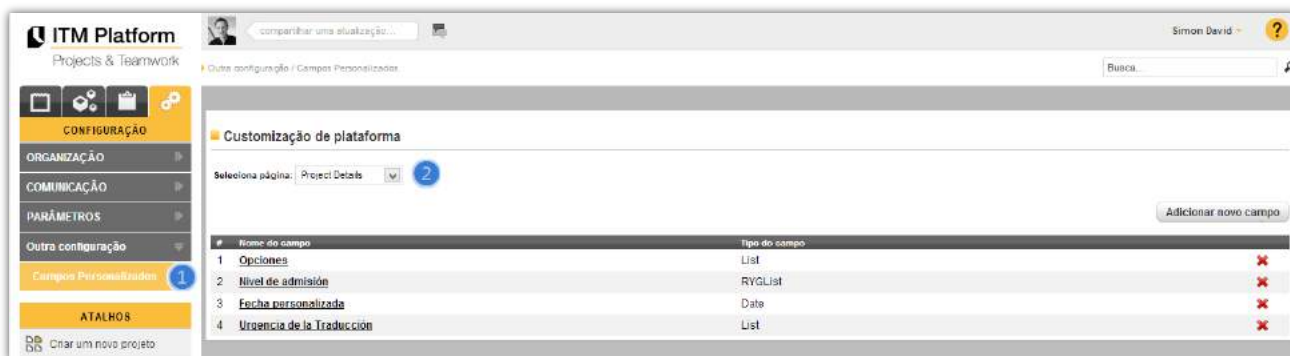 ITM Platform
Projects & Teamwork
compartilhar uma atualização...
Simon David
?
Outra configuração / Campos Personalizados
Busca...
CONFIGURAÇÃO
ORGANIZAÇÃO
COMUNICAÇÃO
PARÂMETROS
Outra configuração
Campos Personalizados 1
ATALHOS
Criar um novo projeto
Customização de plataforma
Seleciona página: Project Details 2
Adicionar novo campo
# Nome do campo Tipo do campo
1 Opciones List
2 Nivel de admisión RYGList
3 Fecha personalizada Date
4 Urgencia de la Traducción List